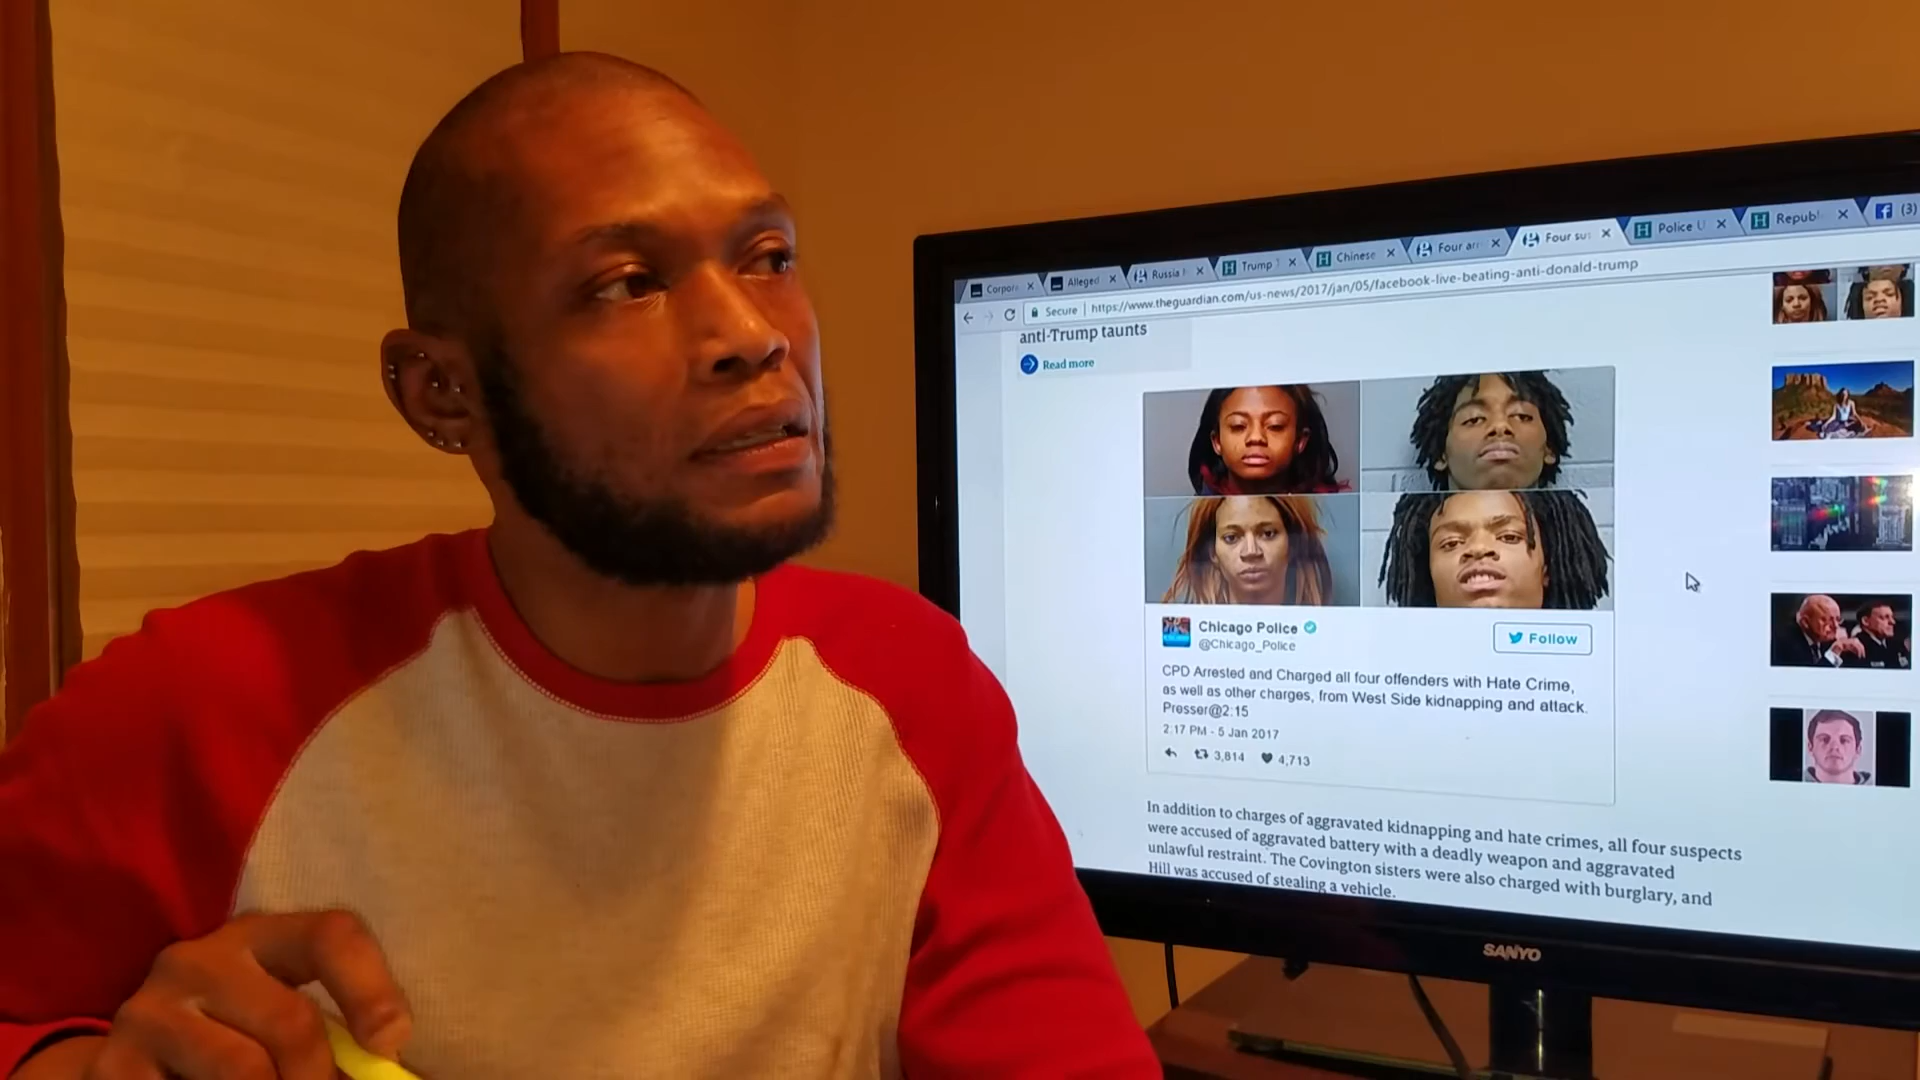 Corpora
Alleged
Russia
Trump
Chinese
Four arr
Four sus
Police U
Republ
(3)
Secure
https://www.theguardian.com/us-news/2017/jan/05/facebook-live-beating-anti-donald-trump
anti-Trump taunts
Read more
Chicago Police
@Chicago_Police
Follow
CPD Arrested and Charged all four offenders with Hate Crime,
as well as other charges, from West Side kidnapping and attack.
Presser@2:15
2:17 PM - 5 Jan 2017
3,814 4,713
In addition to charges of aggravated kidnapping and hate crimes, all four suspects
were accused of aggravated battery with a deadly weapon and aggravated
unlawful restraint. The Covington sisters were also charged with burglary, and
Hill was accused of stealing a vehicle.
SANYO